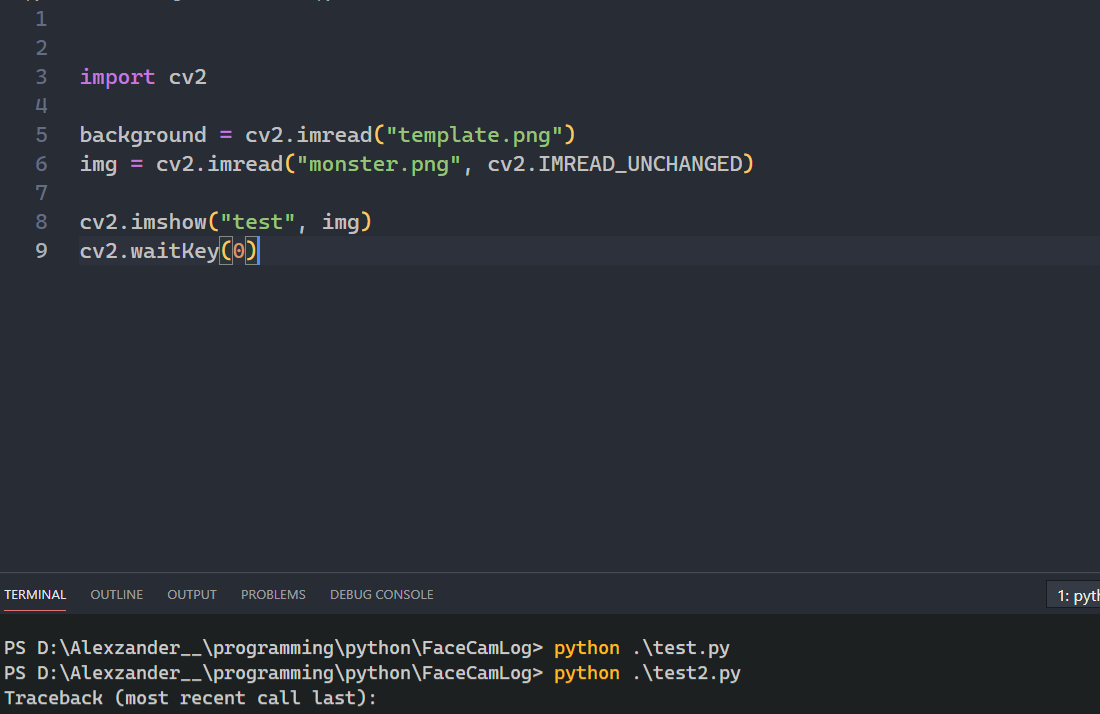 1
2
3 import cv2
4
5 background = cv2.imread("template.png")
6 img = cv2.imread("monster.png", cv2.IMREAD_UNCHANGED)
7
8 cv2.imshow("test", img)
9 cv2.waitKey(0)
TERMINAL OUTLINE OUTPUT PROBLEMS DEBUG CONSOLE 1: pyth
PS D:\Alexzander__\programming\python\FaceCamLog> python .\test.py
PS D:\Alexzander__\programming\python\FaceCamLog> python .\test2.py
Traceback (most recent call last):